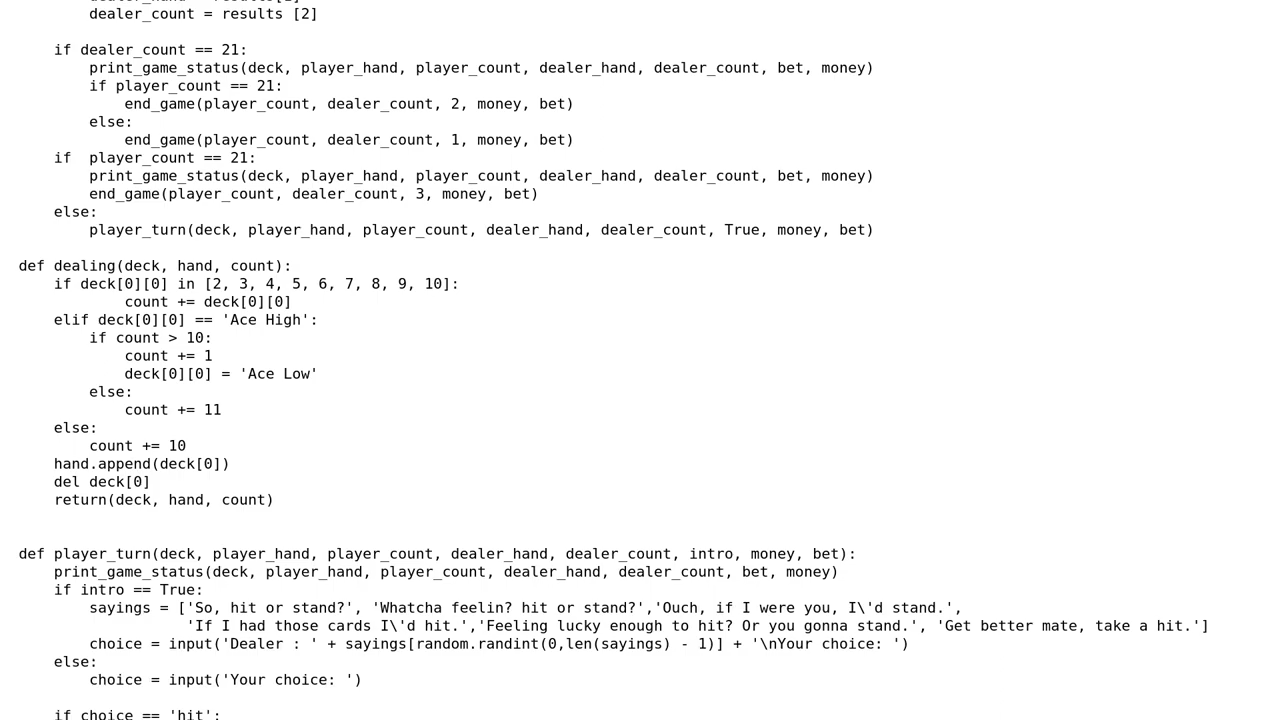 dealer_count = results [2]
if dealer_count == 21:
print_game_status(deck, player_hand, player_count, dealer_hand, dealer_count, bet, money)
if player_count == 21:
end_game(player_count, dealer_count, 2, money, bet)
else:
end_game(player_count, dealer_count, 1, money, bet)
if  player_count == 21:
print_game_status(deck, player_hand, player_count, dealer_hand, dealer_count, bet, money)
end_game(player_count, dealer_count, 3, money, bet)
else:
player_turn(deck, player_hand, player_count, dealer_hand, dealer_count, True, money, bet)
def dealing(deck, hand, count):
if deck[0][0] in [2, 3, 4, 5, 6, 7, 8, 9, 10]:
count += deck[0][0]
elif deck[0][0] == 'Ace High':
if count > 10:
count += 1
deck[0][0] = 'Ace Low'
else:
count += 11
else:
count += 10
hand.append(deck[0])
del deck[0]
return(deck, hand, count)
def player_turn(deck, player_hand, player_count, dealer_hand, dealer_count, intro, money, bet):
print_game_status(deck, player_hand, player_count, dealer_hand, dealer_count, bet, money)
if intro == True:
sayings = ['So, hit or stand?', 'Whatcha feelin? hit or stand?','Ouch, if I were you, I\'d stand.',
'If I had those cards I\'d hit.','Feeling lucky enough to hit? Or you gonna stand.', 'Get better mate, take a hit.']
choice = input('Dealer : ' + sayings[random.randint(0,len(sayings) - 1)] + '\nYour choice: ')
else:
choice = input('Your choice: ')
if choice == 'hit':